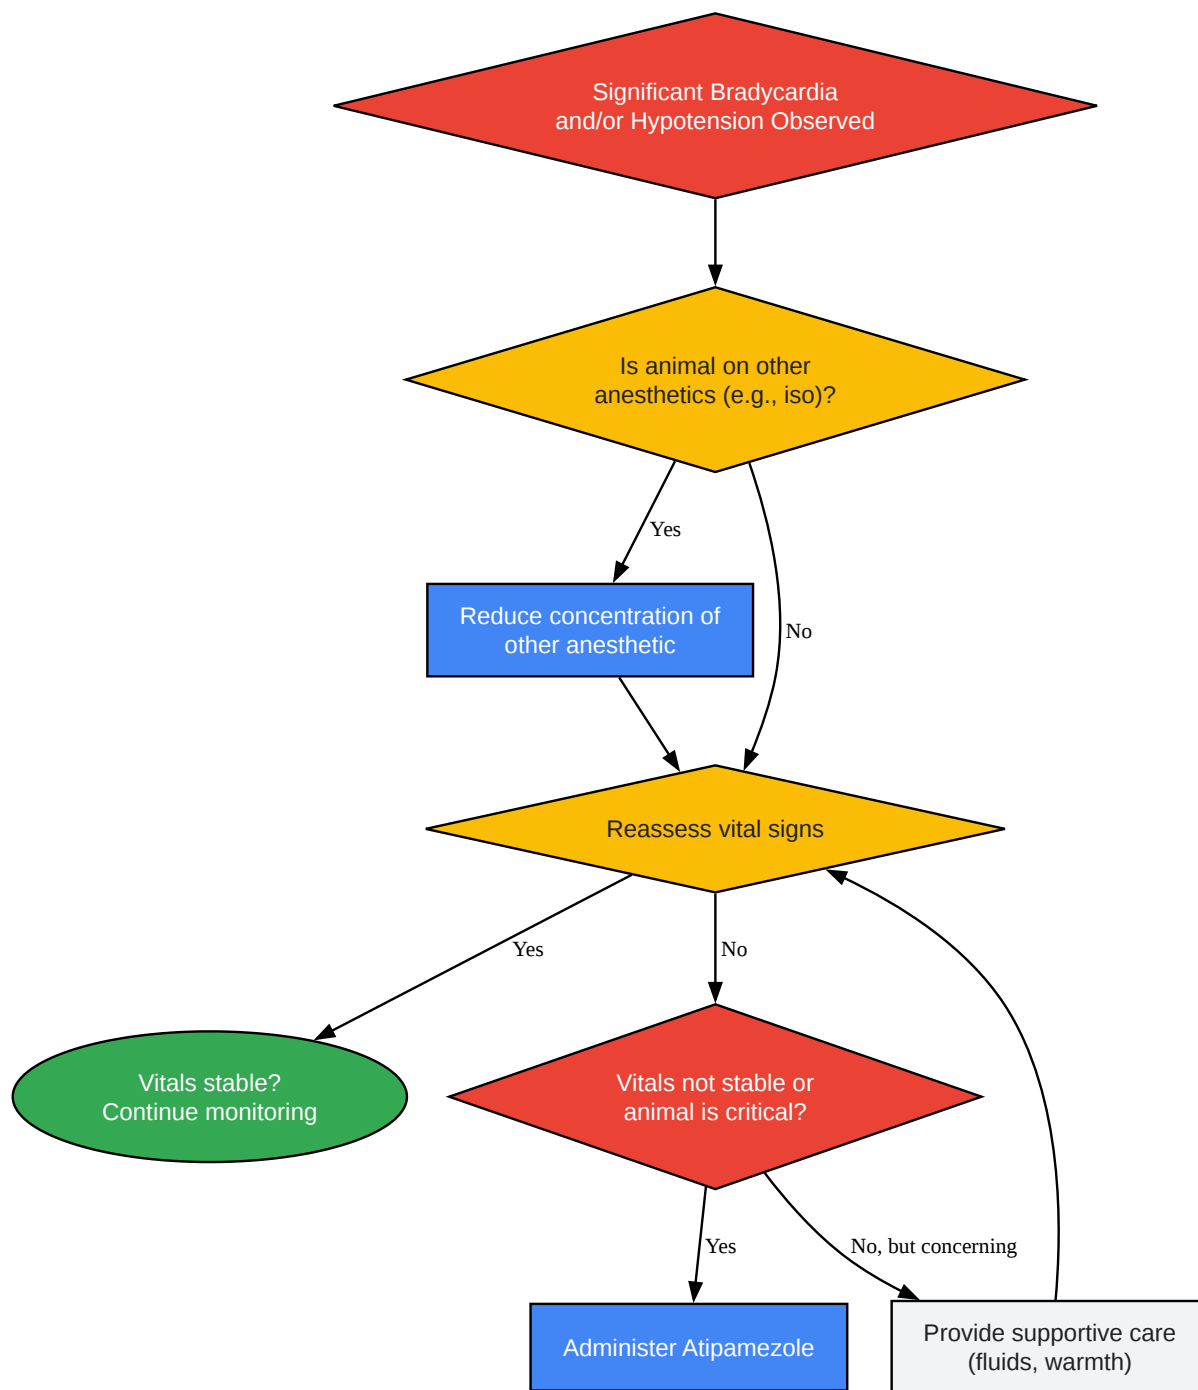 Significant Bradycardia
and/or Hypotension Observed
Is animal on other
anesthetics (e.g., iso)?
Yes
Reduce concentration of
other anesthetic
No
Reassess vital signs
Yes
No
Vitals stable?
Continue monitoring
Vitals not stable or
animal is critical?
Yes
No, but concerning
Administer Atipamezole
Provide supportive care
(fluids, warmth)